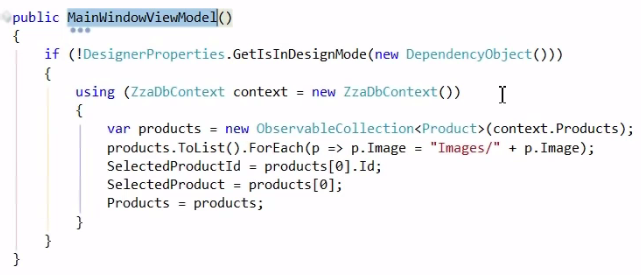 public MainWindowViewModel()
{
if (!DesignerProperties.GetIsInDesignMode(new DependencyObject()))
{
using (ZzaDbContext context = new ZzaDbContext())
{
var products = new ObservableCollection<Product>(context.Products);
products.ToList().ForEach(p => p.Image = "Images/" + p.Image);
SelectedProductId = products[0].Id;
SelectedProduct = products[0];
Products = products;
}
}
}